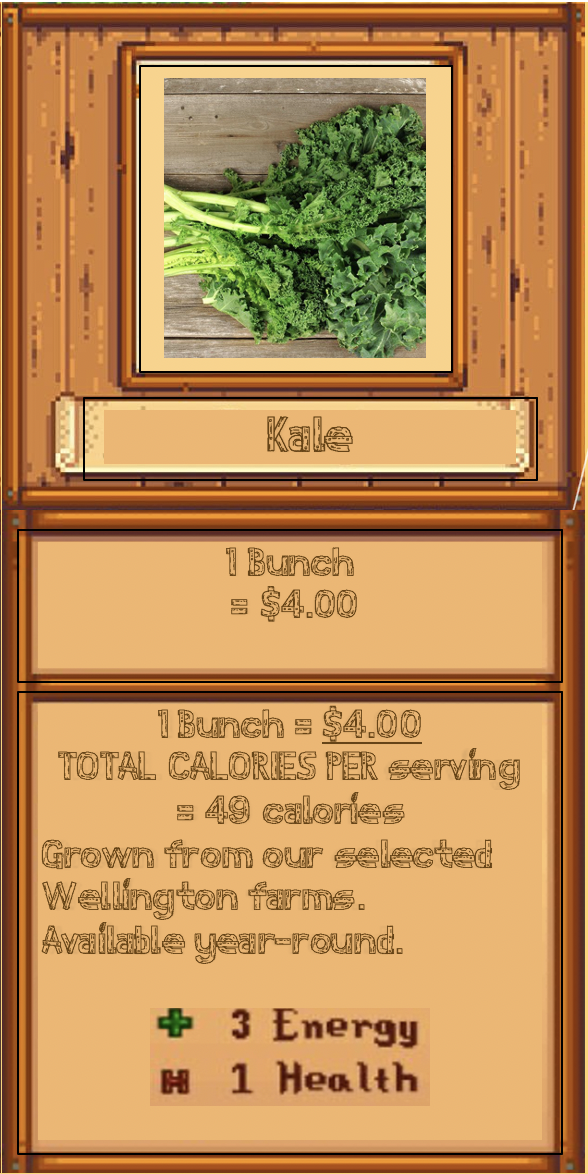 Kale
1 Bunch
= $4.00
1 Bunch = $4.00
TOTAL CALORIES PER serving
= 49 calories
Grown from our selected
Wellington farms.
Available year-round.
3 Energy
1 Health